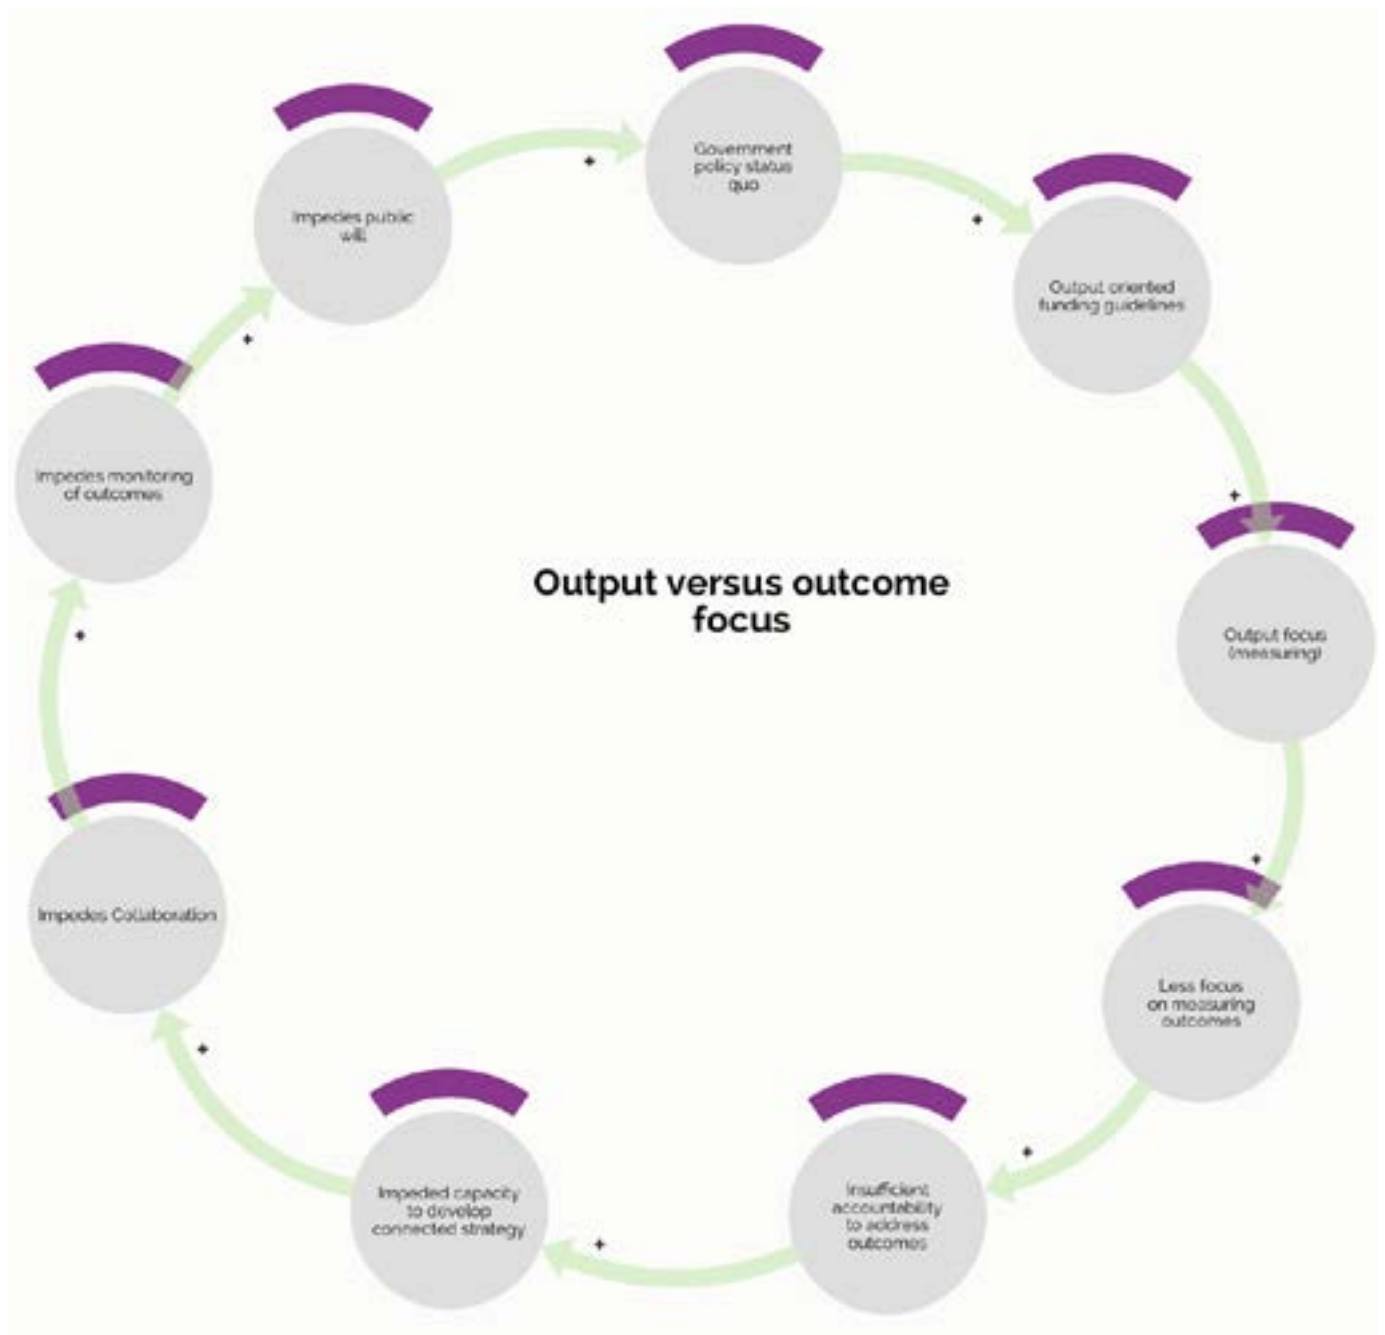 Government
policy status
quo
Output oriented
funding guidelines
Output focus
(measuring)
Less focus
on measuring
outcomes
Insufficient
accountability
to address
outcomes
Impeded capacity
to develop
connected strategy
Impedes Collaboration
Impedes monitoring
of outcomes
Impedes public
will
Output versus outcome
focus
+
+
+
+
+
+
+
+
+